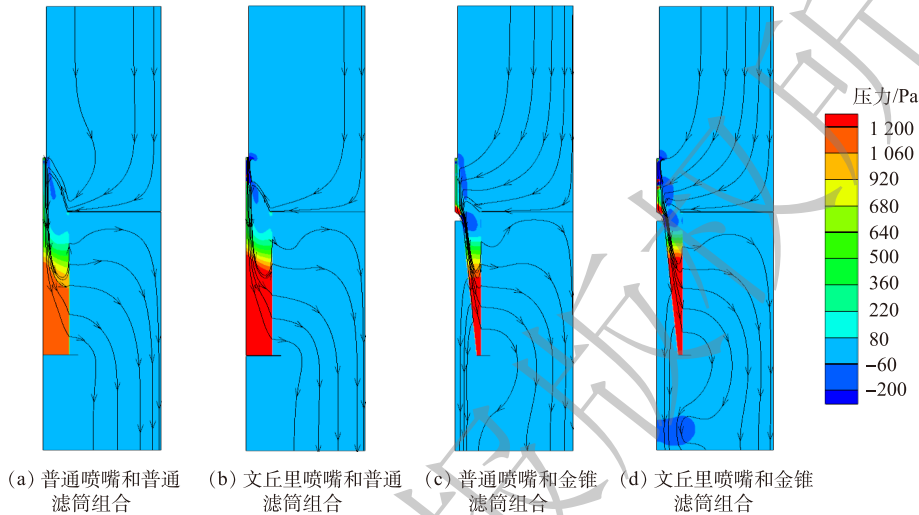 压力/Pa
1 200
1 060
920
680
640
500
360
220
80
−60
−200
(a) 普通喷嘴和普通
滤筒组合
(b) 文丘里喷嘴和普通
滤筒组合
(c) 普通喷嘴和金锥
滤筒组合
(d) 文丘里喷嘴和金锥
滤筒组合
版权所